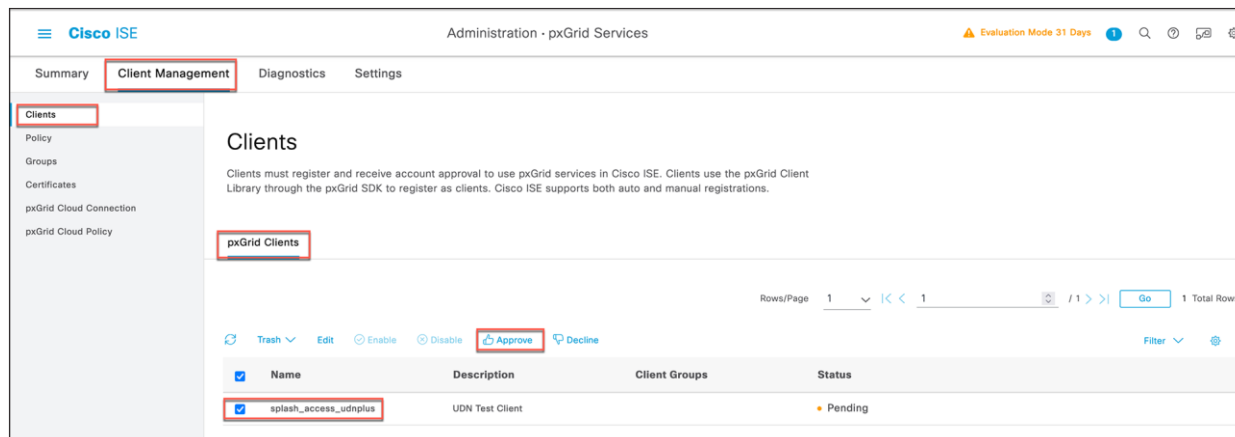 Cisco ISE
Administration · pxGrid Services
Evaluation Mode 31 Days
1
Summary
Client Management
Diagnostics
Settings
Clients
Policy
Groups
Certificates
pxGrid Cloud Connection
pxGrid Cloud Policy
Clients
Clients must register and receive account approval to use pxGrid services in Cisco ISE. Clients use the pxGrid Client
Library through the pxGrid SDK to register as clients. Cisco ISE supports both auto and manual registrations.
pxGrid Clients
Rows/Page 1 |< < 1 / 1 > >| Go 1 Total Row
Trash Edit Enable Disable Approve Decline Filter
Name Description Client Groups Status
splash_access_udnplus UDN Test Client Pending